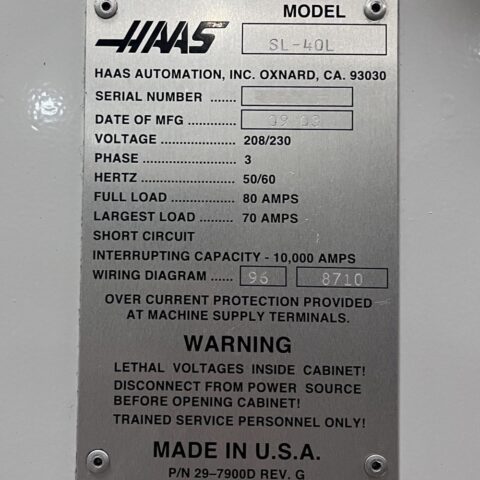 MODEL
HAAS SL-40L
HAAS AUTOMATION, INC. OXNARD, CA. 93030
SERIAL NUMBER .......
DATE OF MFG ........... 09 03
VOLTAGE .................. 208/230
PHASE ...................... 3
HERTZ ...................... 50/60
FULL LOAD ............... 80 AMPS
LARGEST LOAD ......... 70 AMPS
SHORT CIRCUIT
INTERRUPTING CAPACITY - 10,000 AMPS
WIRING DIAGRAM ...... 96 8710
OVER CURRENT PROTECTION PROVIDED
AT MACHINE SUPPLY TERMINALS.
WARNING
LETHAL VOLTAGES INSIDE CABINET!
DISCONNECT FROM POWER SOURCE
BEFORE OPENING CABINET!
TRAINED SERVICE PERSONNEL ONLY!
MADE IN U.S.A.
P/N 29-7900D REV. G